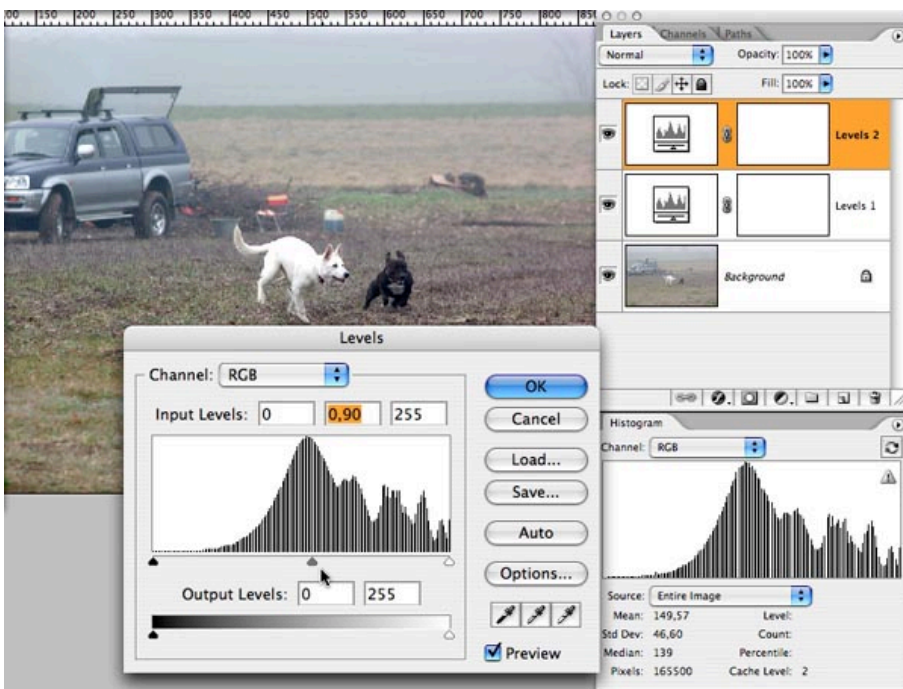 00 150 200 250 300 350 400 450 500 550 600 650 700 750 800 850
Layers Channels Paths
Normal Opacity: 100%
Lock: Fill: 100%
Levels 2
Levels 1
Background
Levels
Channel: RGB
Input Levels: 0 0,90 255
Output Levels: 0 255
OK
Cancel
Load...
Save...
Auto
Options...
Preview
Histogram
Channel: RGB
Source: Entire Image
Mean: 149,57 Level:
Std Dev: 46,60 Count:
Median: 139 Percentile:
Pixels: 165500 Cache Level: 2